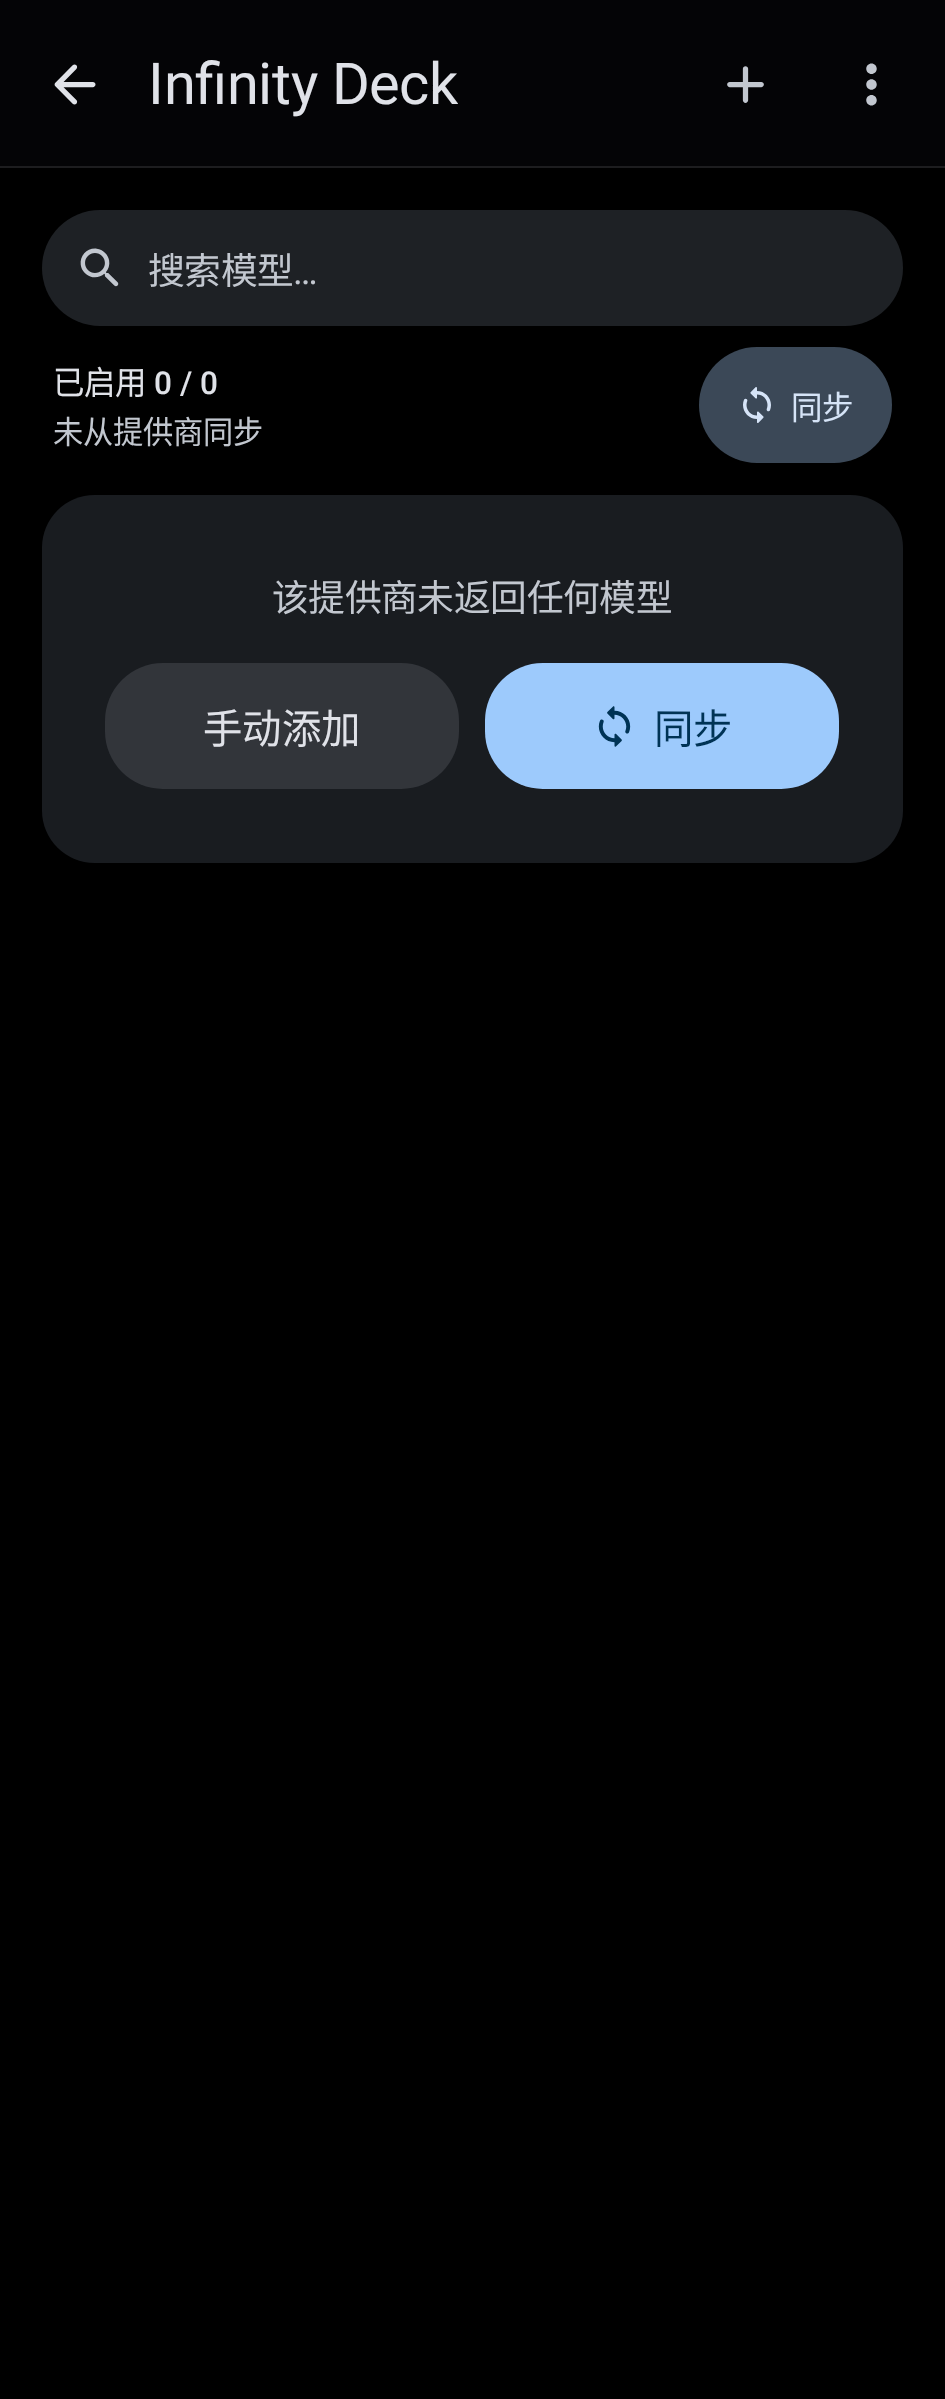 Infinity Deck
搜索模型...
已启用 0 / 0
未从提供商同步
同步
该提供商未返回任何模型
手动添加
同步